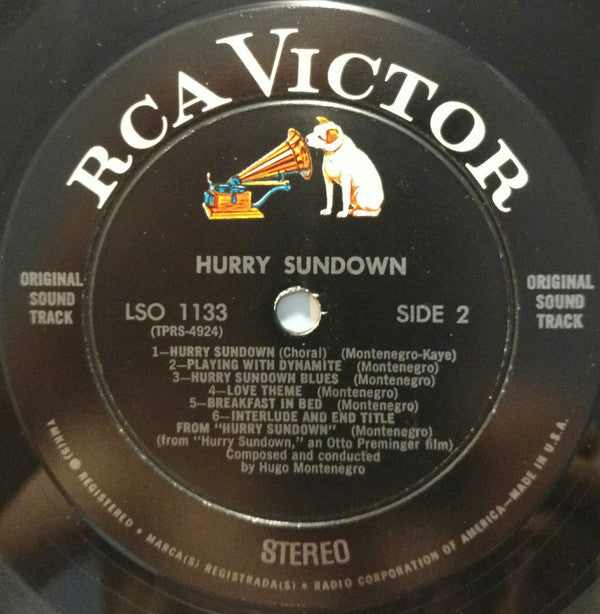 RCA VICTOR
HURRY SUNDOWN
ORIGINAL
SOUND
TRACK
LSO 1133
(TPRS-4924)
SIDE 2
ORIGINAL
SOUND
TRACK
1—HURRY SUNDOWN (Choral) (Montenegro-Kaye)
2—PLAYING WITH DYNAMITE (Montenegro)
3—HURRY SUNDOWN BLUES (Montenegro)
4—LOVE THEME (Montenegro)
5—BREAKFAST IN BED (Montenegro)
6—INTERLUDE AND END TITLE
FROM "HURRY SUNDOWN" (Montenegro)
(from "Hurry Sundown," an Otto Preminger film)
Composed and conducted
by Hugo Montenegro
STEREO
TMK(S) ® REGISTERED • MARCA(S) REGISTRADA(S) • RADIO CORPORATION OF AMERICA—MADE IN U.S.A.